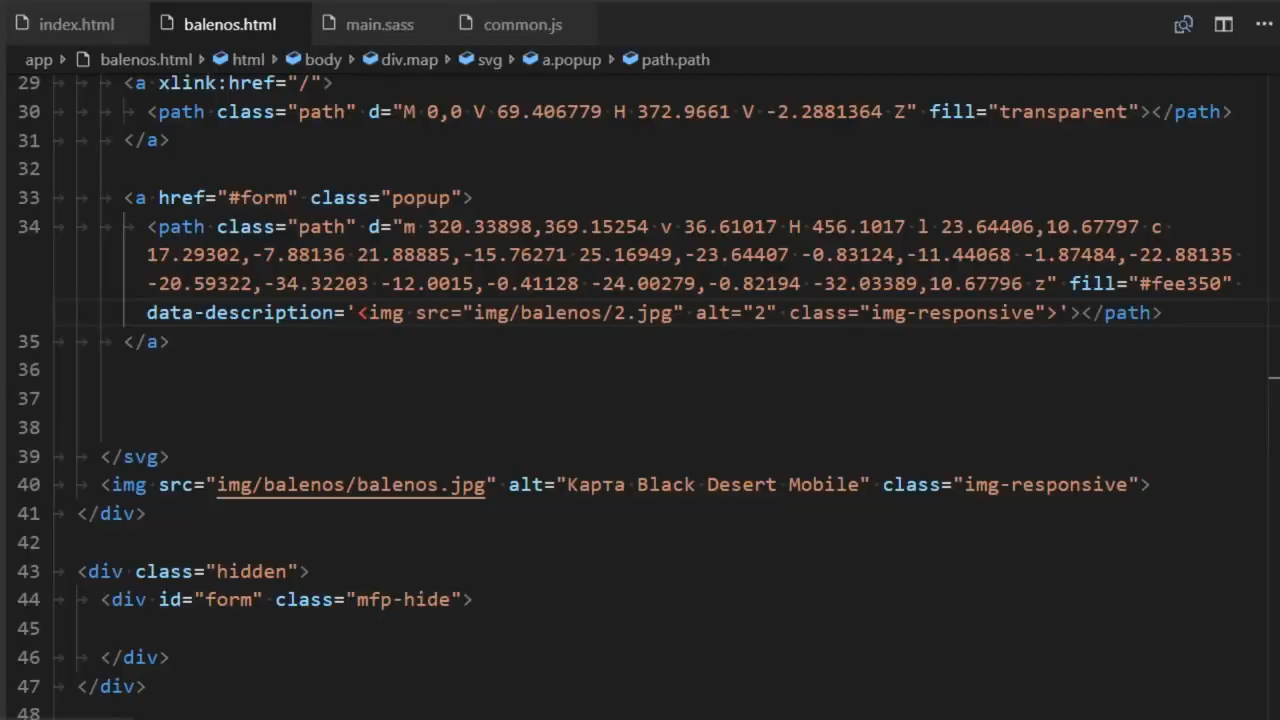 index.html balenos.html main.sass common.js
app balenos.html html body div.map svg a.popup path.path
29 <a xlink:href="/">
30 <path class="path" d="M 0,0 V 69.406779 H 372.9661 V -2.2881364 Z" fill="transparent"></path>
31 </a>
32
33 <a href="#form" class="popup">
34 <path class="path" d="m 320.33898,369.15254 v 36.61017 H 456.1017 l 23.64406,10.67797 c
17.29302,-7.88136 21.88885,-15.76271 25.16949,-23.64407 -0.83124,-11.44068 -1.87484,-22.88135
-20.59322,-34.32203 -12.0015,-0.41128 -24.00279,-0.82194 -32.03389,10.67796 z" fill="#fee350"
data-description='<img src="img/balenos/2.jpg" alt="2" class="img-responsive">'></path>
35 </a>
36
37
38
39 </svg>
40 <img src="img/balenos/balenos.jpg" alt="Карта Black Desert Mobile" class="img-responsive">
41 </div>
42
43 <div class="hidden">
44 <div id="form" class="mfp-hide">
45
46 </div>
47 </div>
48